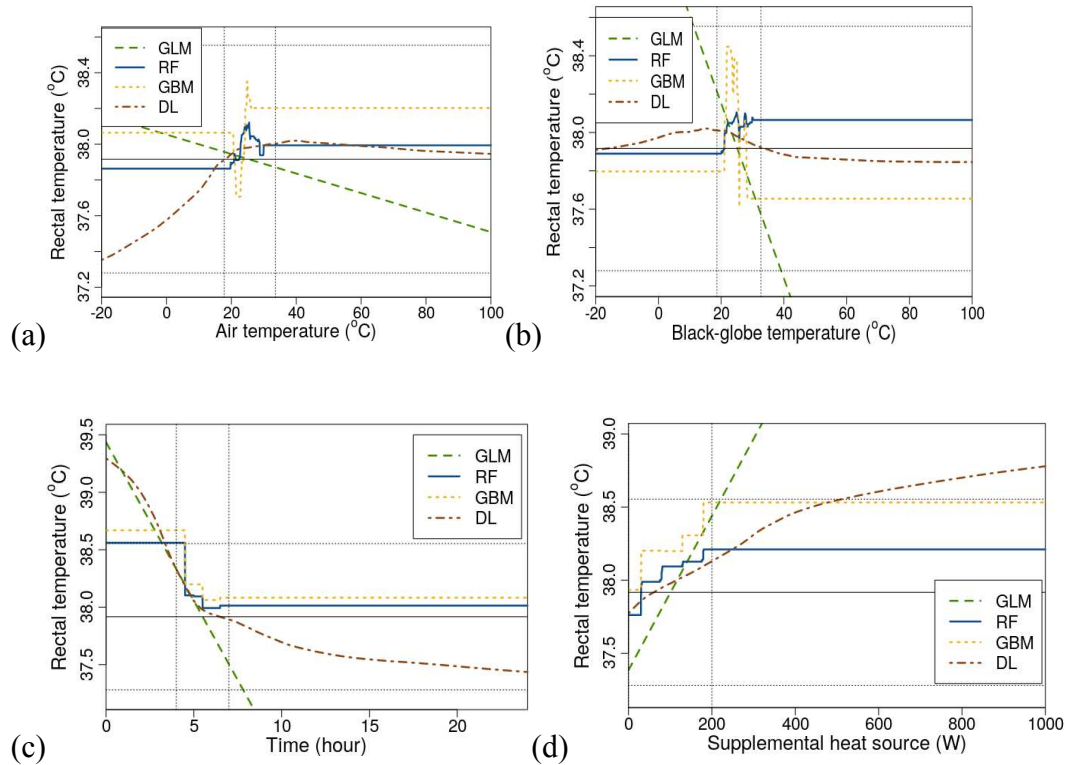 GLM
RF
GBM
DL
Rectal temperature (°C)
37.2 37.6 38.0 38.4
-20 0 20 40 60 80 100
Air temperature (°C)
(a)
GLM
RF
GBM
DL
Rectal temperature (°C)
37.2 37.6 38.0 38.4
-20 0 20 40 60 80 100
Black-globe temperature (°C)
(b)
GLM
RF
GBM
DL
Rectal temperature (°C)
37.5 38.0 38.5 39.0 39.5
0 5 10 15 20
Time (hour)
(c)
GLM
RF
GBM
DL
Rectal temperature (°C)
37.5 38.0 38.5 39.0
0 200 400 600 800 1000
Supplemental heat source (W)
(d)